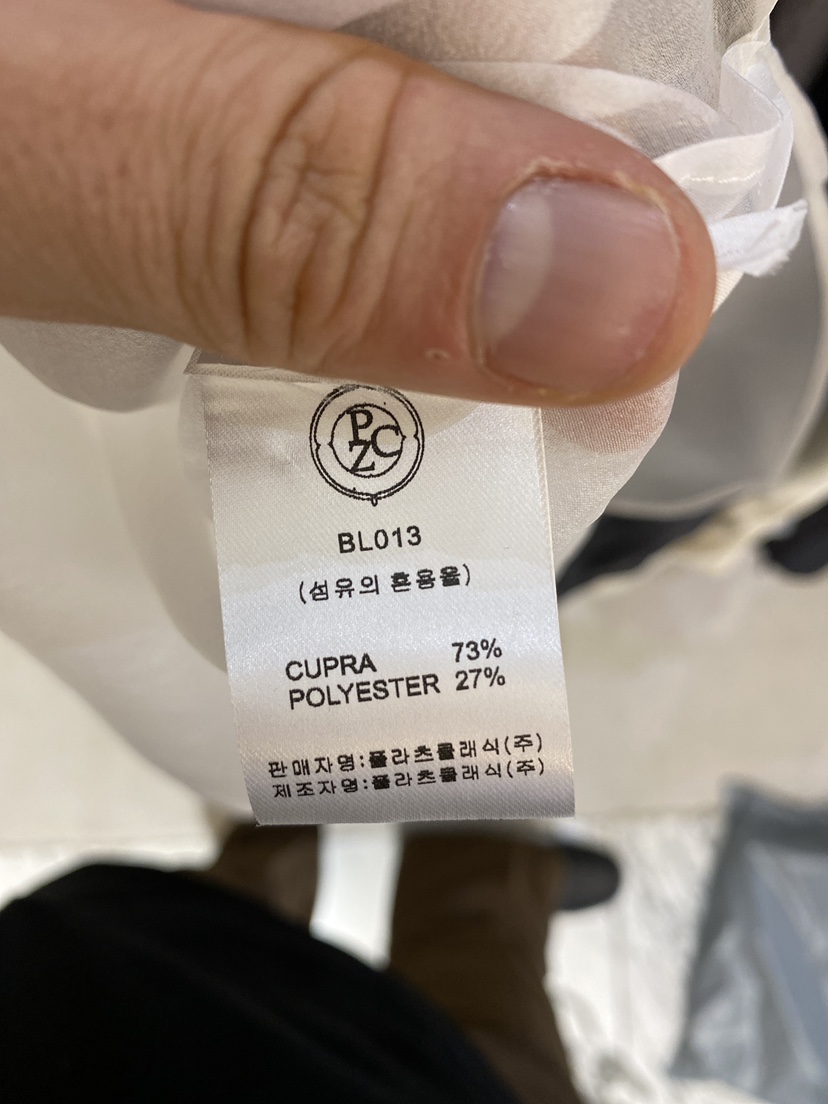 PZC
BL013
(섬유의 혼용율)
CUPRA 73%
POLYESTER 27%
판매자명:플라츠클래식(주)
제조자명:플라츠클래식(주)